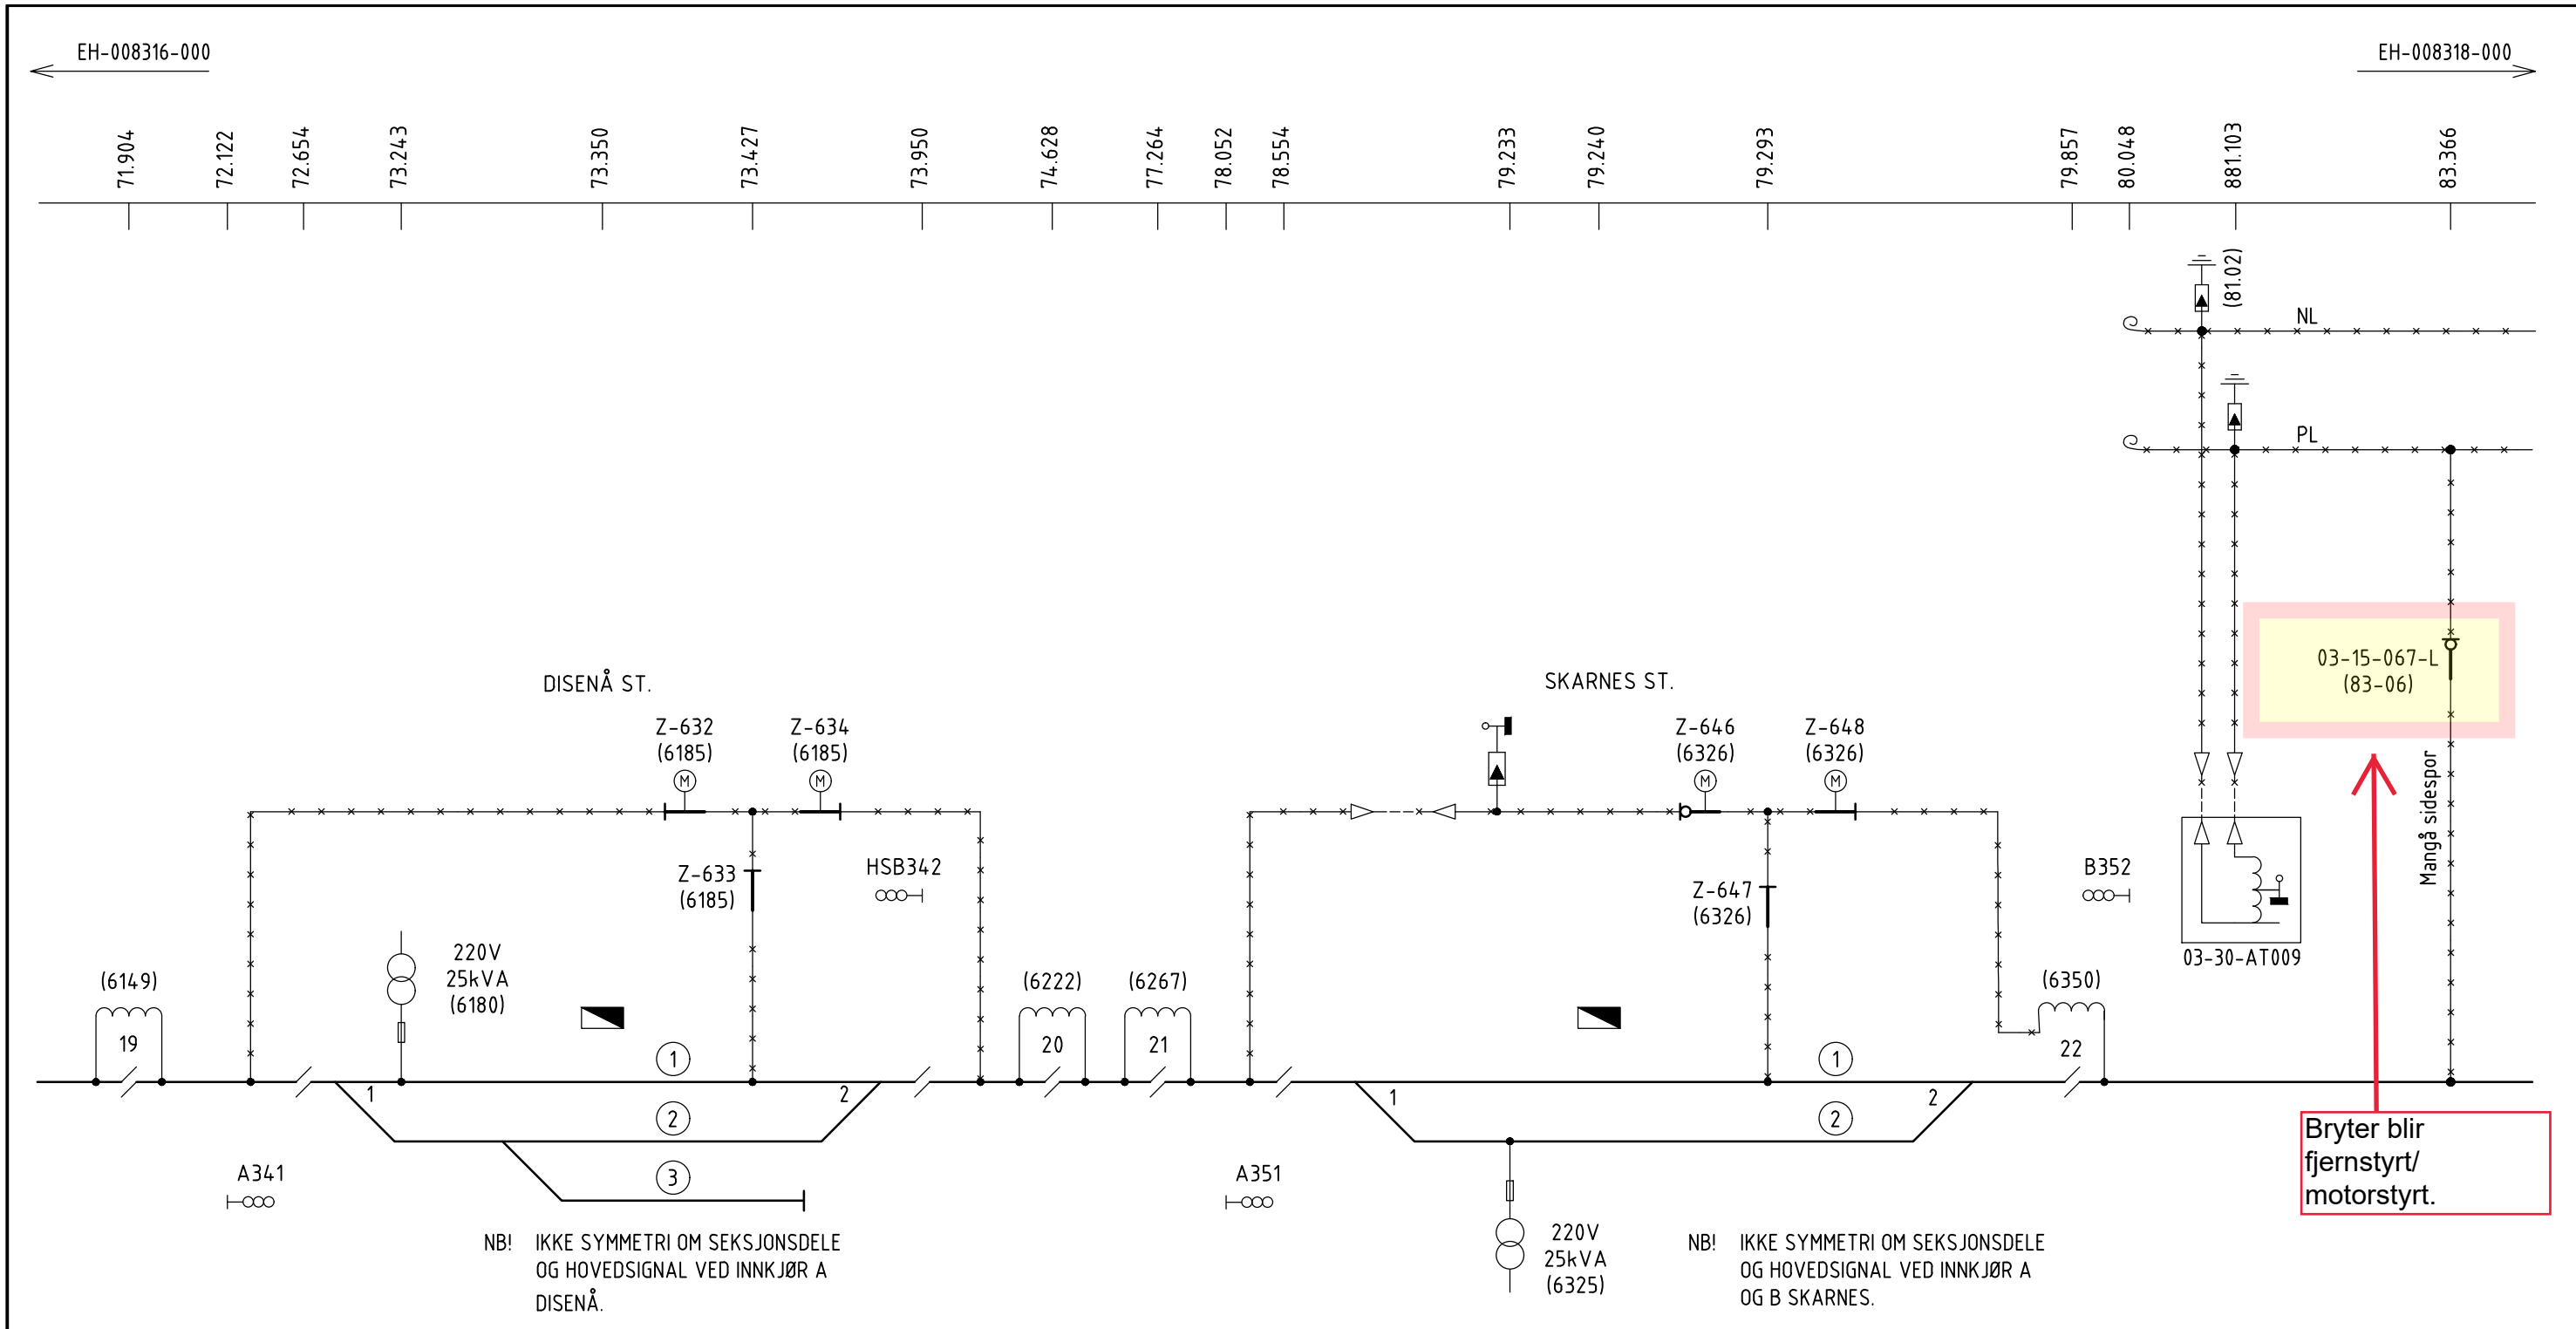 EH-008316-000
EH-008318-000
71.904
72.122
72.654
73.243
73.350
73.427
73.950
74.628
77.264
78.052
78.554
79.233
79.240
79.293
79.857
80.048
881.103
83.366
(81.02)
NL
PL
03-15-067-L
(83-06)
DISENÅ ST.
SKARNES ST.
Z-632
(6185)
Z-634
(6185)
Z-646
(6326)
Z-648
(6326)
M
M
M
M
Mangå sidespor
Z-633
(6185)
HSB342
Z-647
(6326)
B352
03-30-AT009
220V
25kVA
(6180)
(6149)
19
(6222)
20
(6267)
21
(6350)
22
1
1
1
2
2
3
1
2
1
2
A341
A351
Bryter blir
fjernstyrt/
motorstyrt.
220V
25kVA
(6325)
NB! IKKE SYMMETRI OM SEKSJONSDELE
OG HOVEDSIGNAL VED INNKJØR A
DISENÅ.
NB! IKKE SYMMETRI OM SEKSJONSDELE
OG HOVEDSIGNAL VED INNKJØR A
OG B SKARNES.